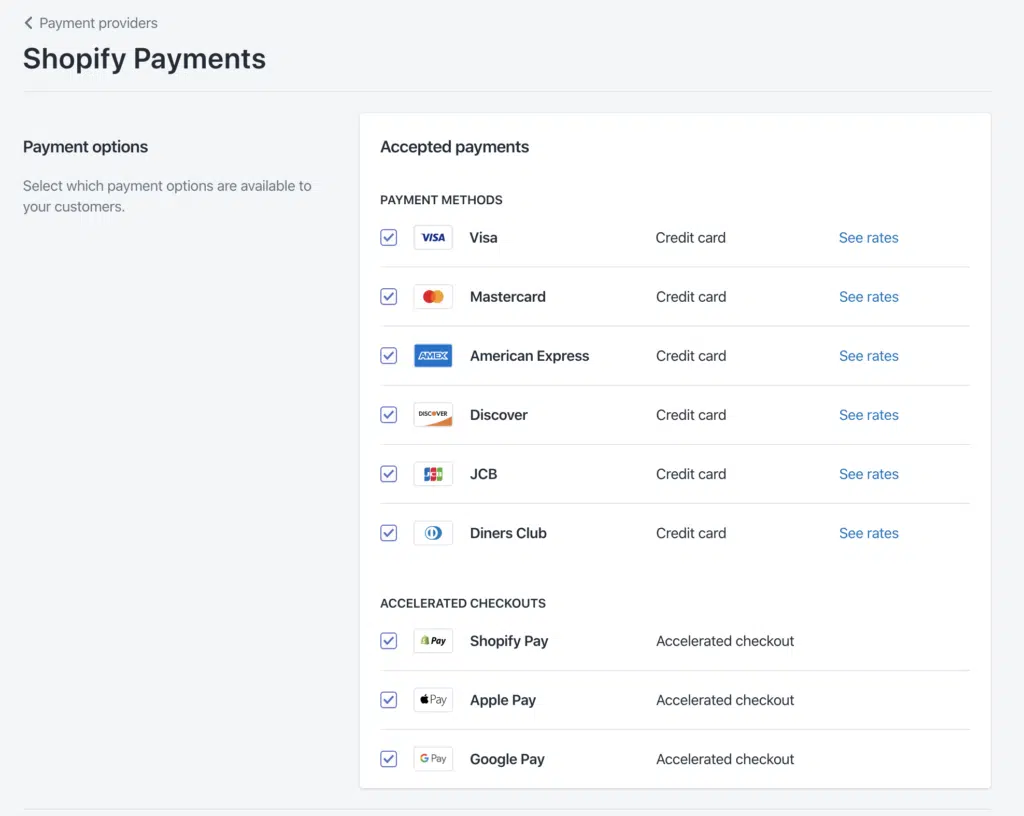 Payment providers
Shopify Payments
Payment options
Select which payment options are available to
your customers.
Accepted payments
PAYMENT METHODS
VISA Visa Credit card See rates
Mastercard Credit card See rates
AMEX American Express Credit card See rates
DISCOVER Discover Credit card See rates
JCB JCB Credit card See rates
Diners Club Credit card See rates
ACCELERATED CHECKOUTS
Pay Shopify Pay Accelerated checkout
Pay Apple Pay Accelerated checkout
G Pay Google Pay Accelerated checkout